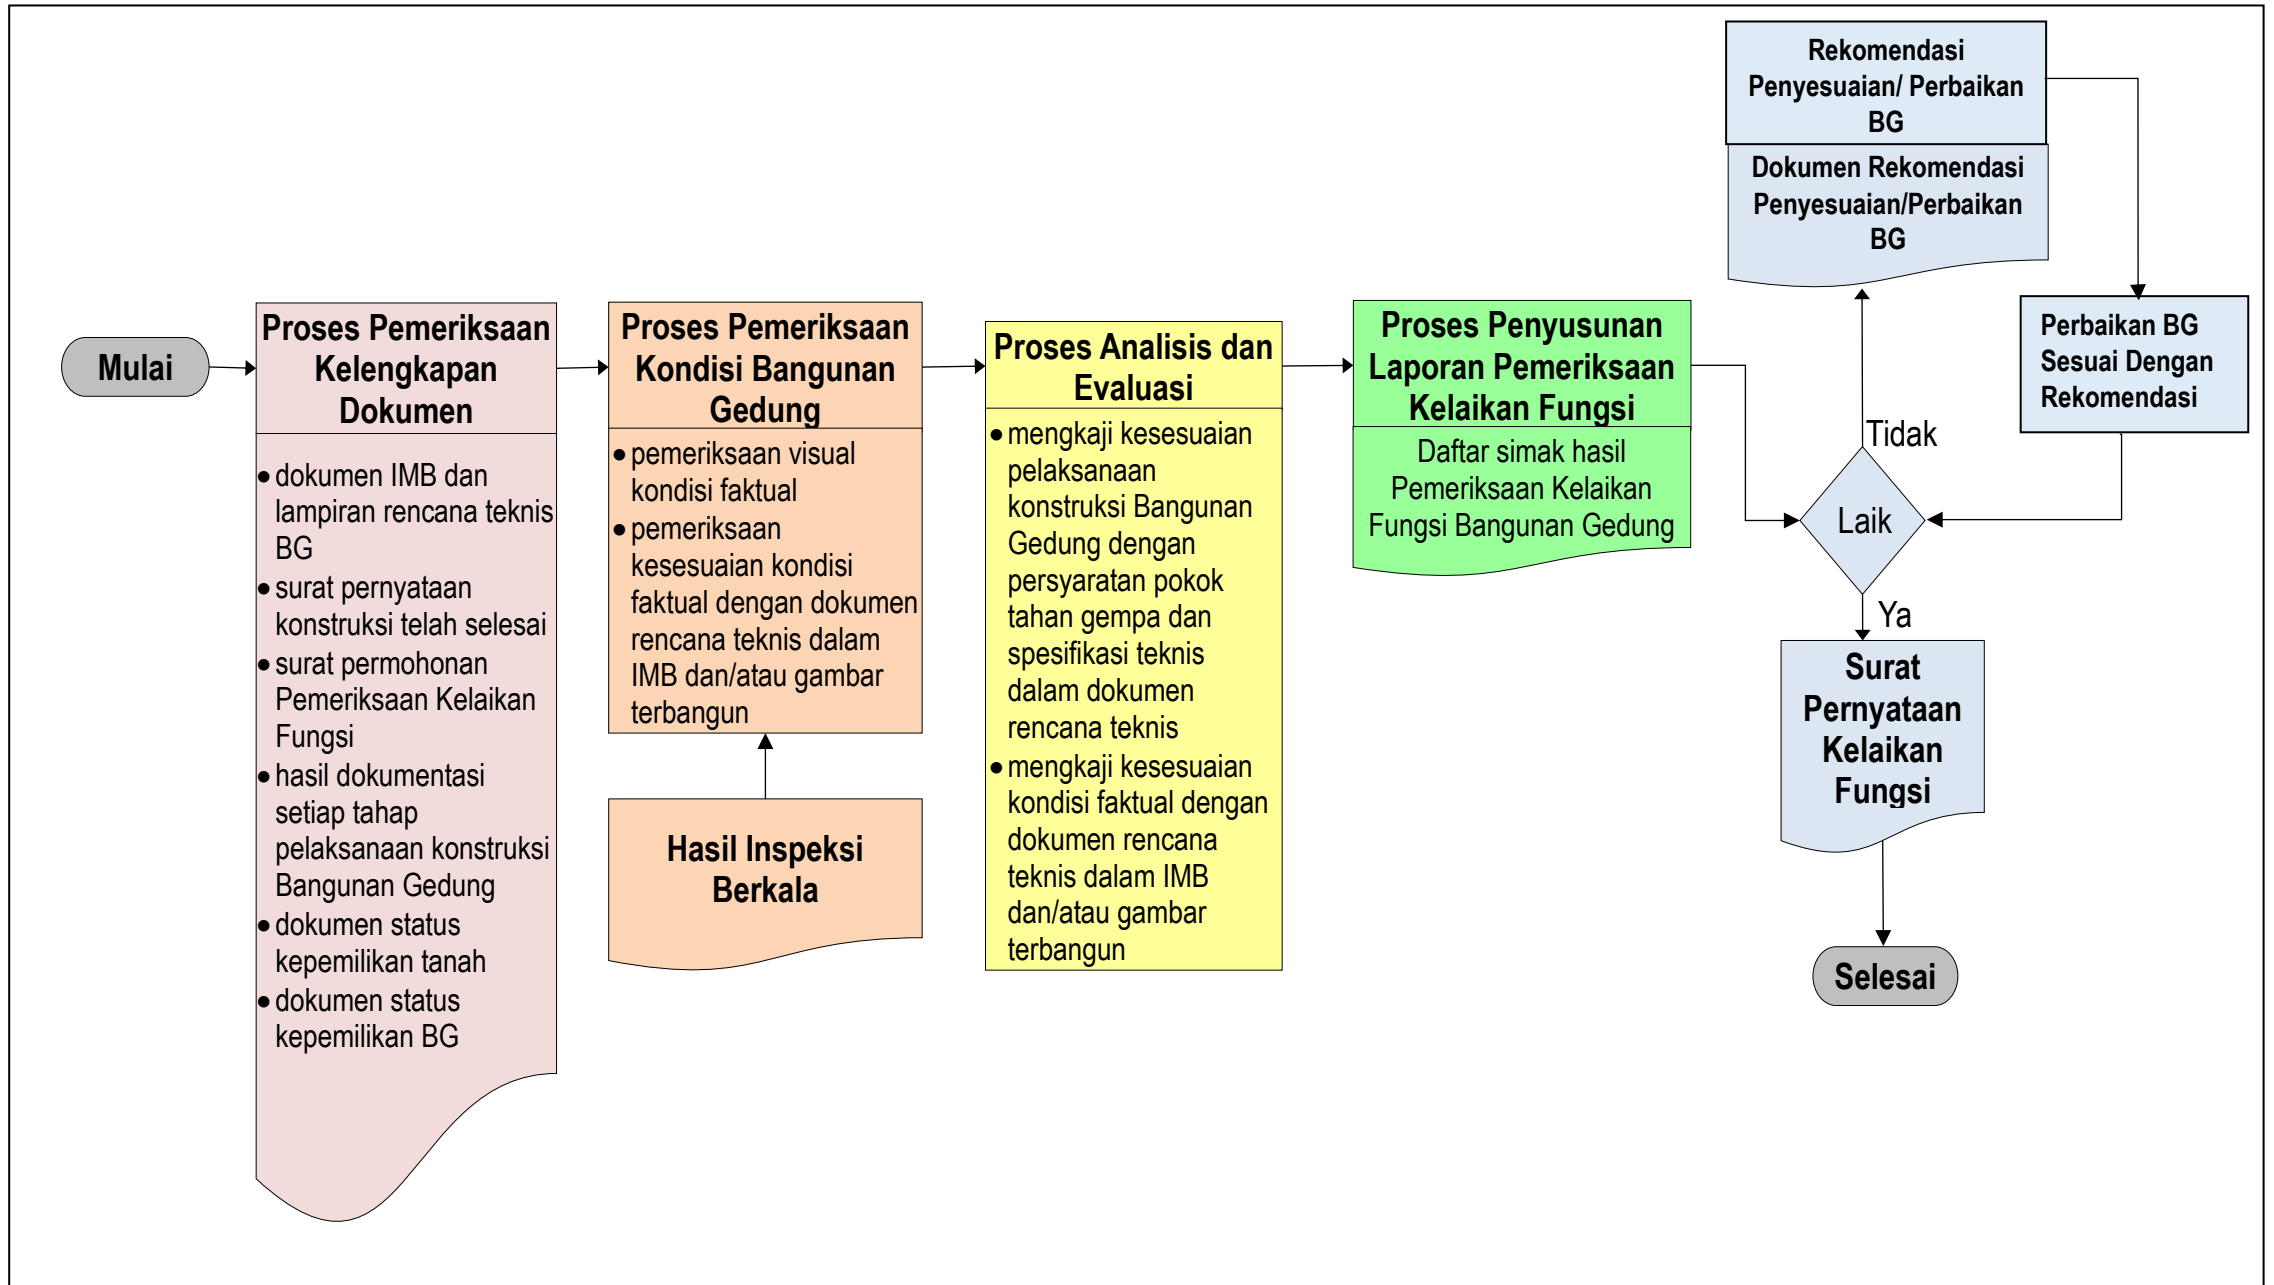 Mulai
Proses Pemeriksaan
Kelengkapan
Dokumen
• dokumen IMB dan
lampiran rencana teknis
BG
• surat pernyataan
konstruksi telah selesai
• surat permohonan
Pemeriksaan Kelaikan
Fungsi
• hasil dokumentasi
setiap tahap
pelaksanaan konstruksi
Bangunan Gedung
• dokumen status
kepemilikan tanah
• dokumen status
kepemilikan BG
Proses Pemeriksaan
Kondisi Bangunan
Gedung
• pemeriksaan visual
kondisi faktual
• pemeriksaan
kesesuaian kondisi
faktual dengan dokumen
rencana teknis dalam
IMB dan/atau gambar
terbangun
Hasil Inspeksi
Berkala
Proses Analisis dan
Evaluasi
• mengkaji kesesuaian
pelaksanaan
konstruksi Bangunan
Gedung dengan
persyaratan pokok
tahan gempa dan
spesifikasi teknis
dalam dokumen
rencana teknis
• mengkaji kesesuaian
kondisi faktual dengan
dokumen rencana
teknis dalam IMB
dan/atau gambar
terbangun
Proses Penyusunan
Laporan Pemeriksaan
Kelaikan Fungsi
Daftar simak hasil
Pemeriksaan Kelaikan
Fungsi Bangunan Gedung
Rekomendasi
Penyesuaian/ Perbaikan
BG
Dokumen Rekomendasi
Penyesuaian/Perbaikan
BG
Perbaikan BG
Sesuai Dengan
Rekomendasi
Tidak
Laik
Ya
Surat
Pernyataan
Kelaikan
Fungsi
Selesai